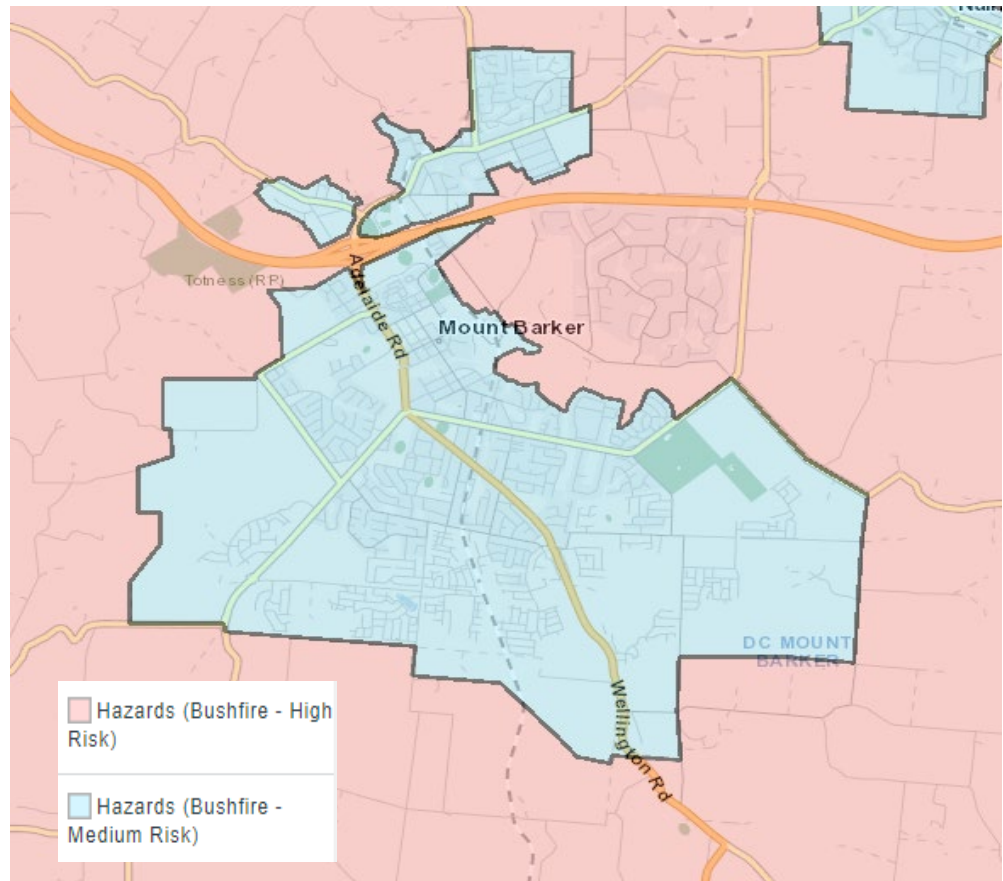 Totness (RP)
Adelaide Rd
Mount Barker
DC MOUNT
BARKER
Wellington Rd
Hazards (Bushfire - High
Risk)
Hazards (Bushfire -
Medium Risk)